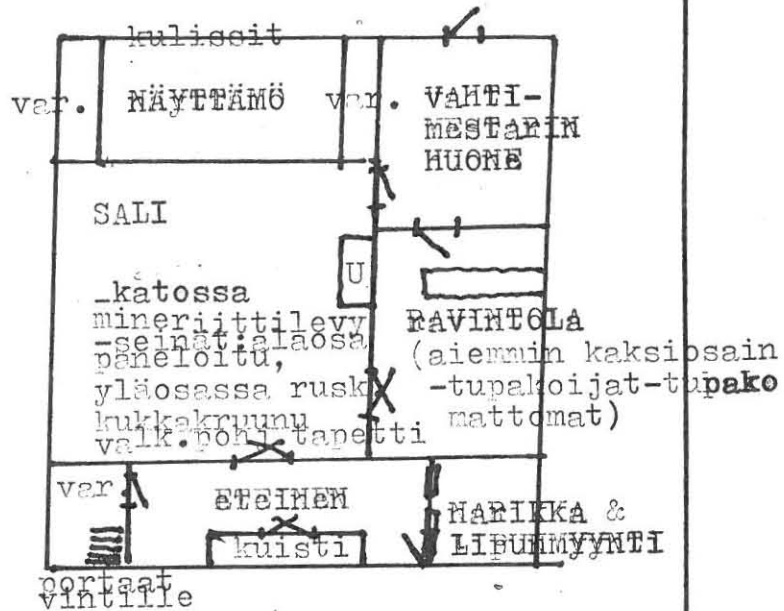 kulissit
var. NÄYTTÄMÖ var.
VAHTI-
MESTARIN
HUONE
SALI
U
-katossa
mineriittilevy
-seinät:alaosa
paneloitu,
yläosassa rusk
kukkakruunu
valk.pohj tapetti
RAVINTOLA
(aiemmin kaksiosain
-tupakoijat-tupako
mattomat)
var
ETEINEN
kuisti
NARIKKA &
LIPUNMYYNTI
portaat
vintille